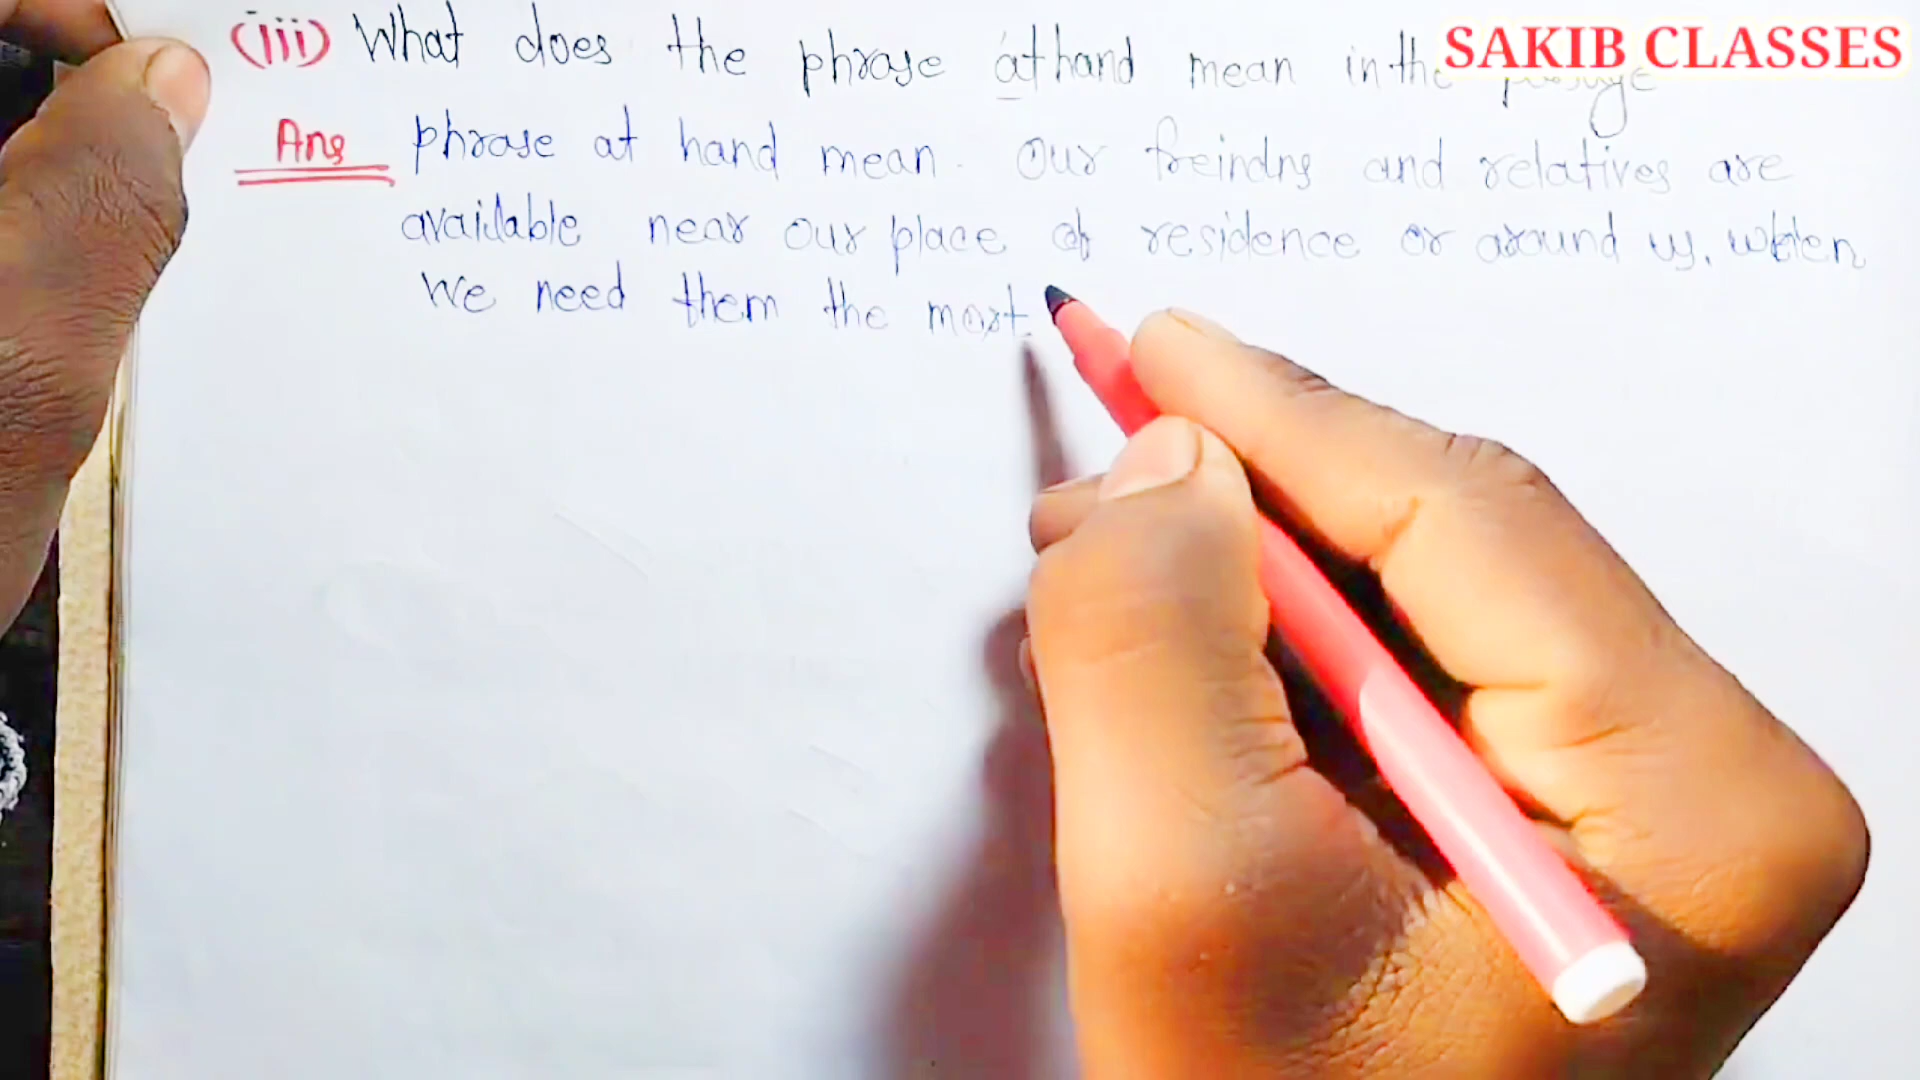 (iii) What does the phrase at hand mean in the passage
SAKIB CLASSES
Ans phrase at hand mean. Our freindns and relatives are
available near our place of residence or around us. when
we need them the most.